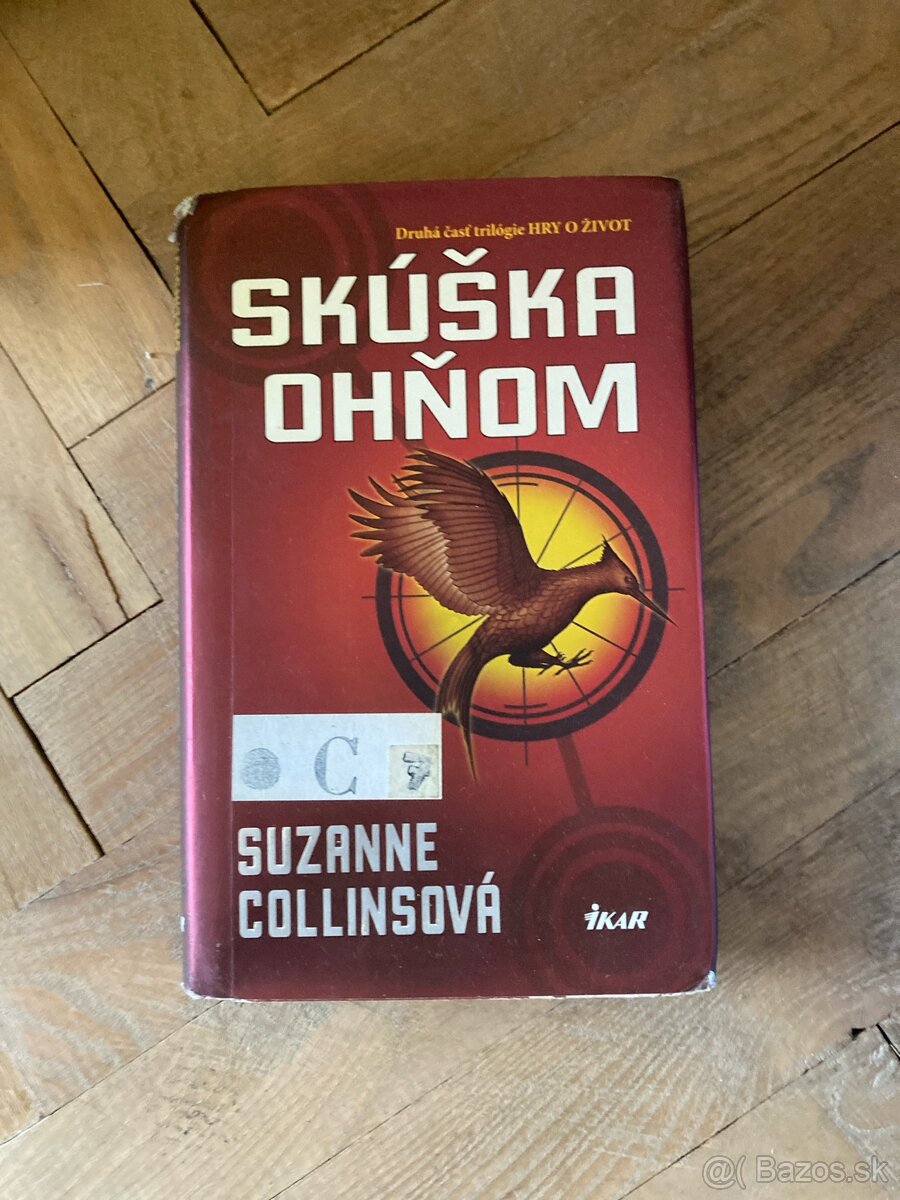 Druhá časť trilógie HRY O ŽIVOT
SKÚŠKA
OHŇOM
C
SUZANNE
COLLINSOVÁ
IKAR
@( Bazos.sk